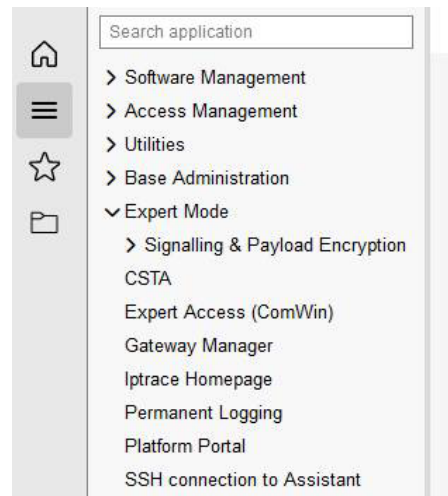 Search application
Software Management
Access Management
Utilities
Base Administration
Expert Mode
Signalling & Payload Encryption
CSTA
Expert Access (ComWin)
Gateway Manager
Iptrace Homepage
Permanent Logging
Platform Portal
SSH connection to Assistant